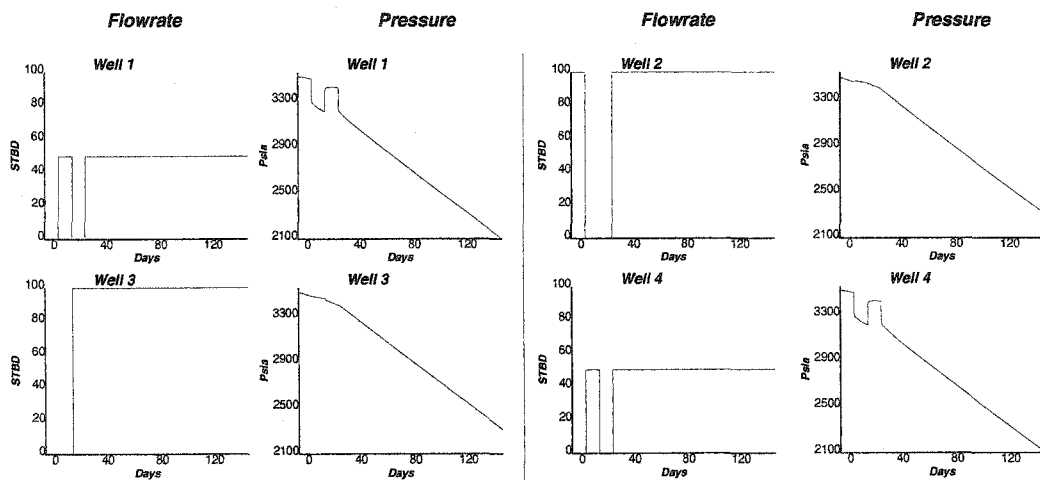 Flowrate Pressure Flowrate Pressure
Well 1 Well 1 Well 2 Well 2
100 80 60 40 20 0
STBD
0 40 80 120
Days
3300 2900 2500 2100
Psia
0 40 80 120
Days
100 80 60 40 20 0
STBD
0 40 80 120
Days
3300 2900 2500 2100
Psia
0 40 80 120
Days
Well 3 Well 3 Well 4 Well 4
100 80 60 40 20 0
STBD
0 40 80 120
Days
3300 2900 2500 2100
Psia
0 40 80 120
Days
100 80 60 40 20 0
STBD
0 40 80 120
Days
3300 2900 2500 2100
Psia
0 40 80 120
Days